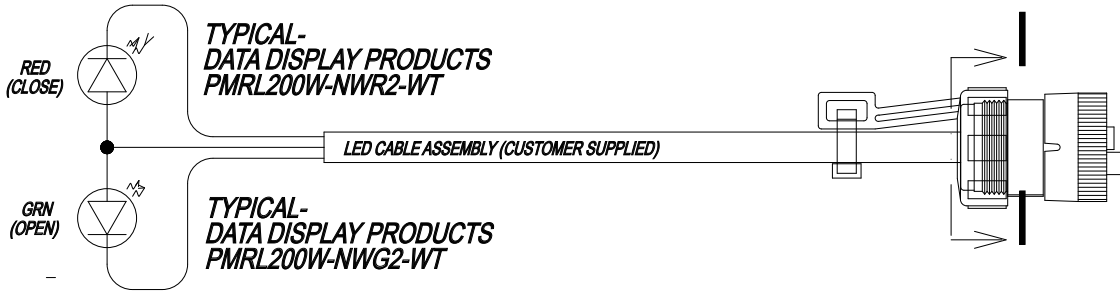 TYPICAL-
DATA DISPLAY PRODUCTS
PMRL200W-NWR2-WT
RED
(CLOSE)
LED CABLE ASSEMBLY (CUSTOMER SUPPLIED)
GRN
(OPEN)
TYPICAL-
DATA DISPLAY PRODUCTS
PMRL200W-NWG2-WT